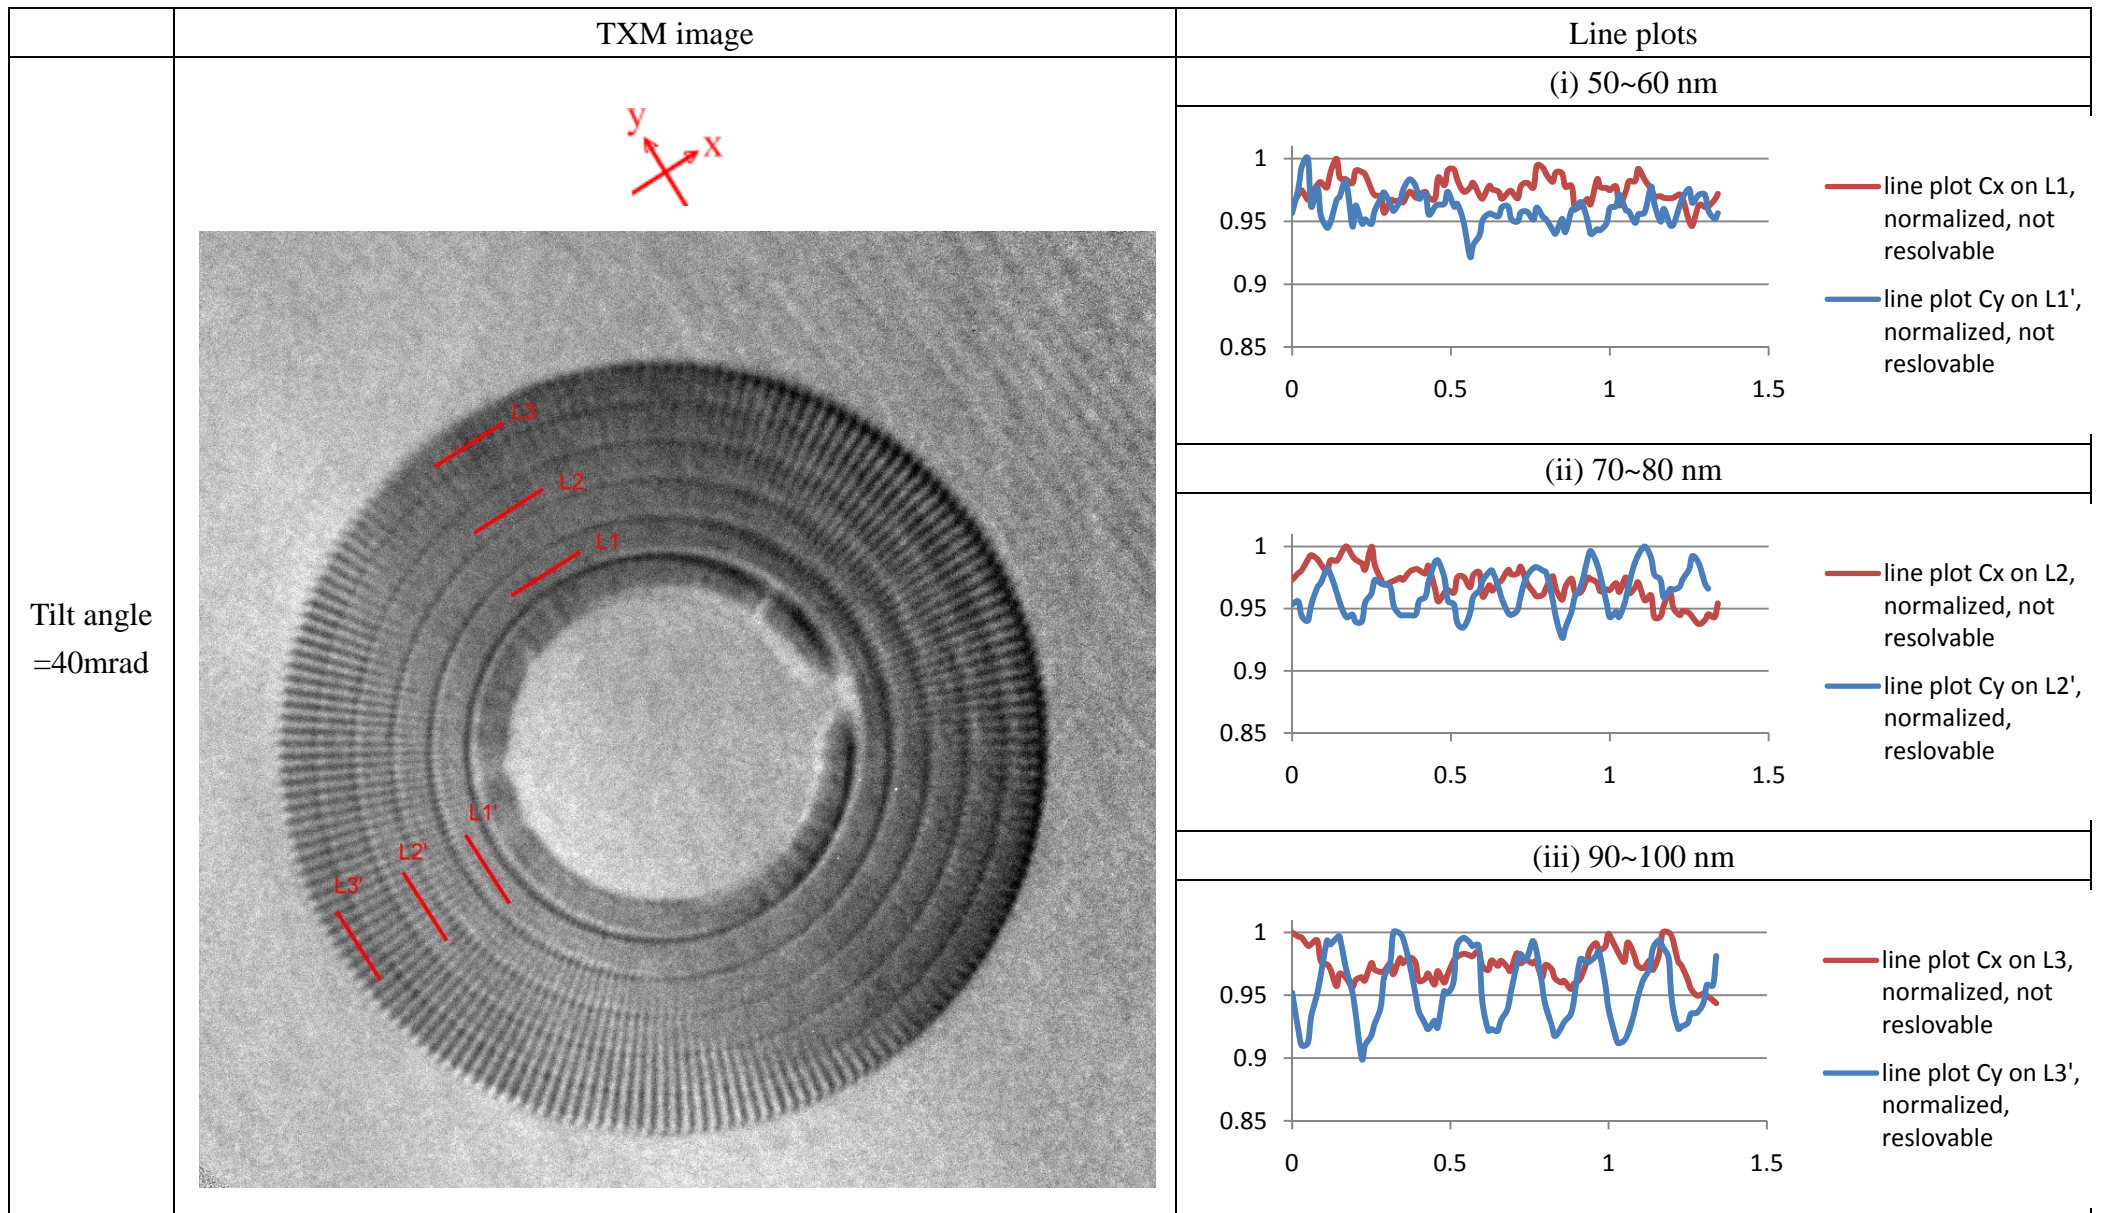 TXM image
Line plots
Tilt angle
=40mrad
y
x
L3
L2
L1
L1'
L2'
L3'
(i) 50~60 nm
1
0.95
0.9
0.85
0
0.5
1
1.5
line plot Cx on L1,
normalized, not
resolvable
line plot Cy on L1',
normalized, not
reslovable
(ii) 70~80 nm
1
0.95
0.9
0.85
0
0.5
1
1.5
line plot Cx on L2,
normalized, not
resolvable
line plot Cy on L2',
normalized,
reslovable
(iii) 90~100 nm
1
0.95
0.9
0.85
0
0.5
1
1.5
line plot Cx on L3,
normalized, not
reslovable
line plot Cy on L3',
normalized,
reslovable